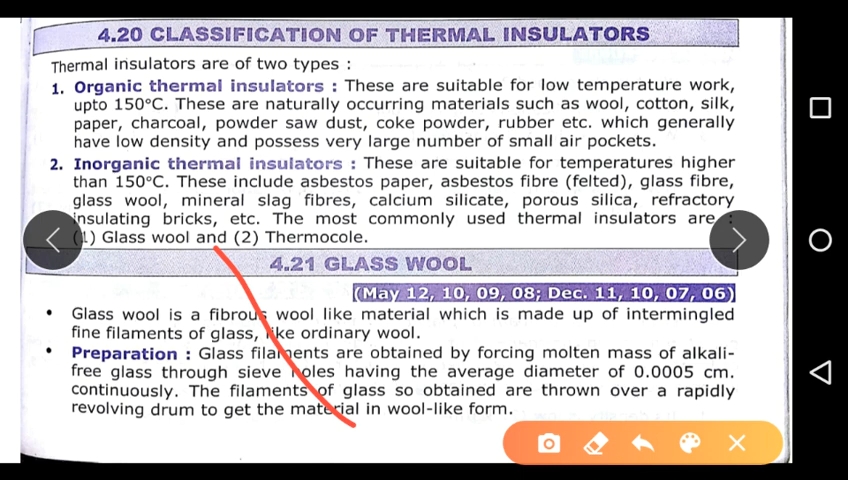 4.20 CLASSIFICATION OF THERMAL INSULATORS
Thermal insulators are of two types :
1. Organic thermal insulators : These are suitable for low temperature work,
upto 150°C. These are naturally occurring materials such as wool, cotton, silk,
paper, charcoal, powder saw dust, coke powder, rubber etc. which generally
have low density and possess very large number of small air pockets.
2. Inorganic thermal insulators : These are suitable for temperatures higher
than 150°C. These include asbestos paper, asbestos fibre (felted), glass fibre,
glass wool, mineral slag fibres, calcium silicate, porous silica, refractory
insulating bricks, etc. The most commonly used thermal insulators are :
(1) Glass wool and (2) Thermocole.
4.21 GLASS WOOL
(May 12, 10, 09, 08; Dec. 11, 10, 07, 06)
• Glass wool is a fibrous wool like material which is made up of intermingled
fine filaments of glass, like ordinary wool.
• Preparation : Glass filaments are obtained by forcing molten mass of alkali-
free glass through sieve holes having the average diameter of 0.0005 cm.
continuously. The filaments of glass so obtained are thrown over a rapidly
revolving drum to get the material in wool-like form.